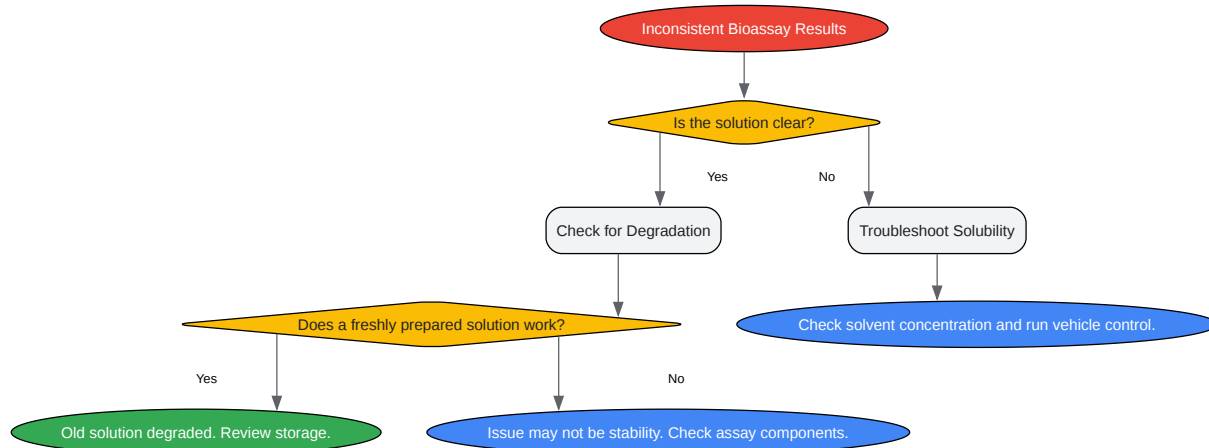 Inconsistent Bioassay Results
Is the solution clear?
Yes
No
Check for Degradation
Troubleshoot Solubility
Does a freshly prepared solution work?
Check solvent concentration and run vehicle control.
Yes
No
Old solution degraded. Review storage.
Issue may not be stability. Check assay components.